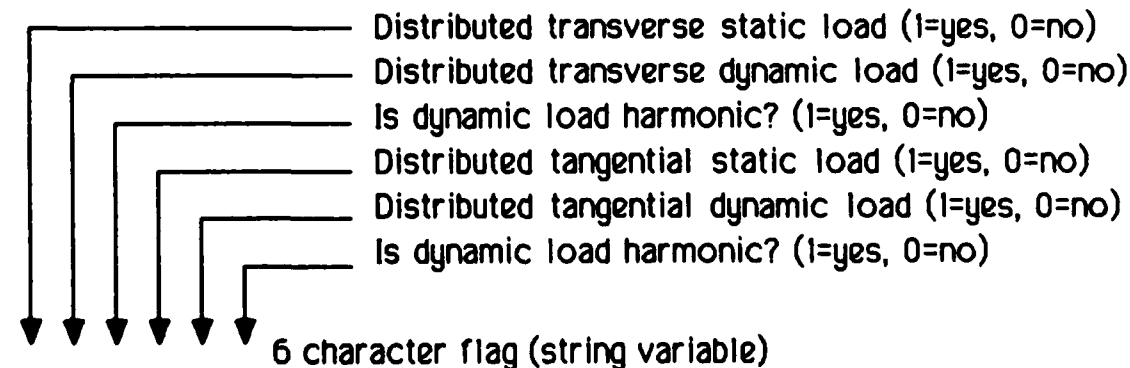 Distributed transverse static load (1=yes, 0=no)
Distributed transverse dynamic load (1=yes, 0=no)
Is dynamic load harmonic? (1=yes, 0=no)
Distributed tangential static load (1=yes, 0=no)
Distributed tangential dynamic load (1=yes, 0=no)
Is dynamic load harmonic? (1=yes, 0=no)
6 character flag (string variable)